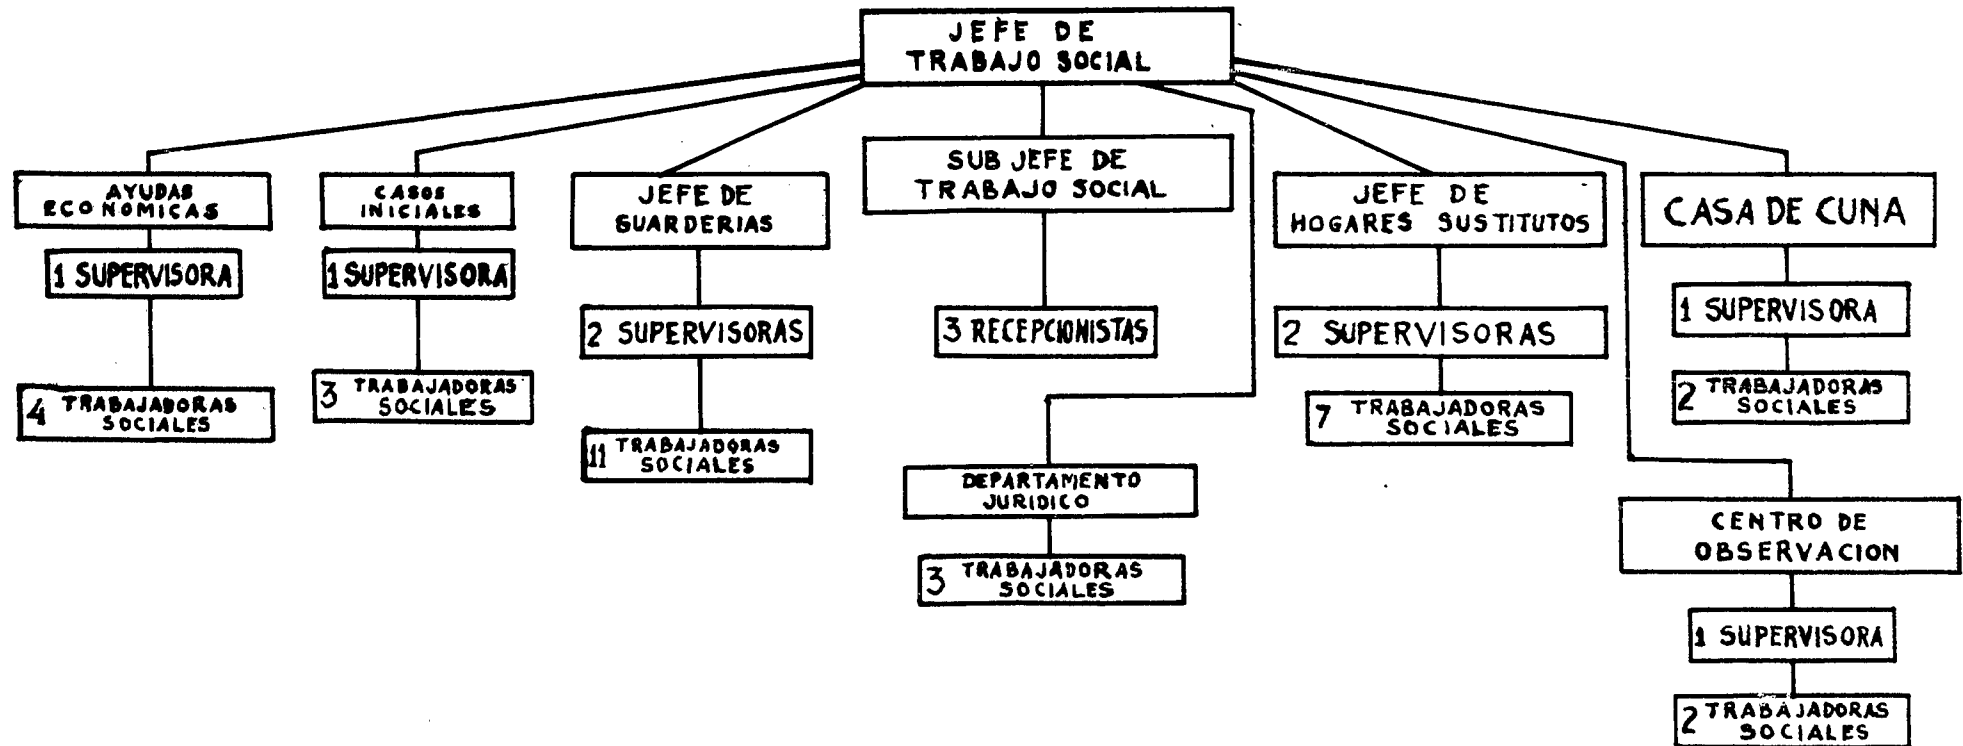 JEFE DE
TRABAJO SOCIAL
AYUDAS
ECONOMICAS
1 SUPERVISORA
4 TRABAJADORAS
SOCIALES
CASOS
INICIALES
1 SUPERVISORA
3 TRABAJADORAS
SOCIALES
JEFE DE
GUARDERIAS
2 SUPERVISORAS
11 TRABAJADORAS
SOCIALES
SUB JEFE DE
TRABAJO SOCIAL
3 RECEPCIONISTAS
DEPARTAMENTO
JURIDICO
3 TRABAJADORAS
SOCIALES
JEFE DE
HOGARES SUSTITUTOS
2 SUPERVISORAS
7 TRABAJADORAS
SOCIALES
CASA DE CUNA
1 SUPERVISORA
2 TRABAJADORAS
SOCIALES
CENTRO DE
OBSERVACION
1 SUPERVISORA
2 TRABAJADORAS
SOCIALES